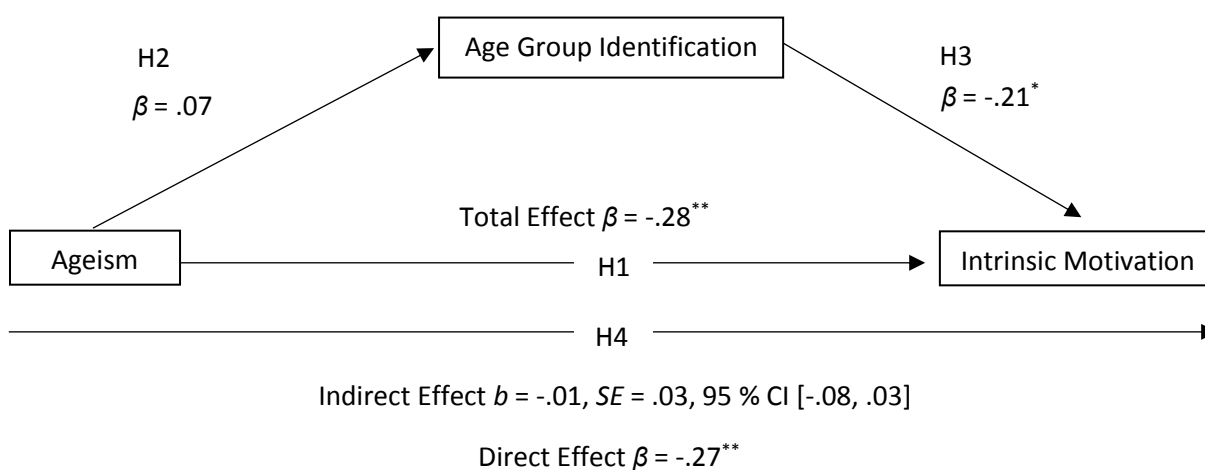 Age Group Identification
H2
β = .07
H3
β = -.21*
Total Effect β = -.28**
Ageism
H1
Intrinsic Motivation
H4
Indirect Effect b = -.01, SE = .03, 95 % CI [-.08, .03]
Direct Effect β = -.27**